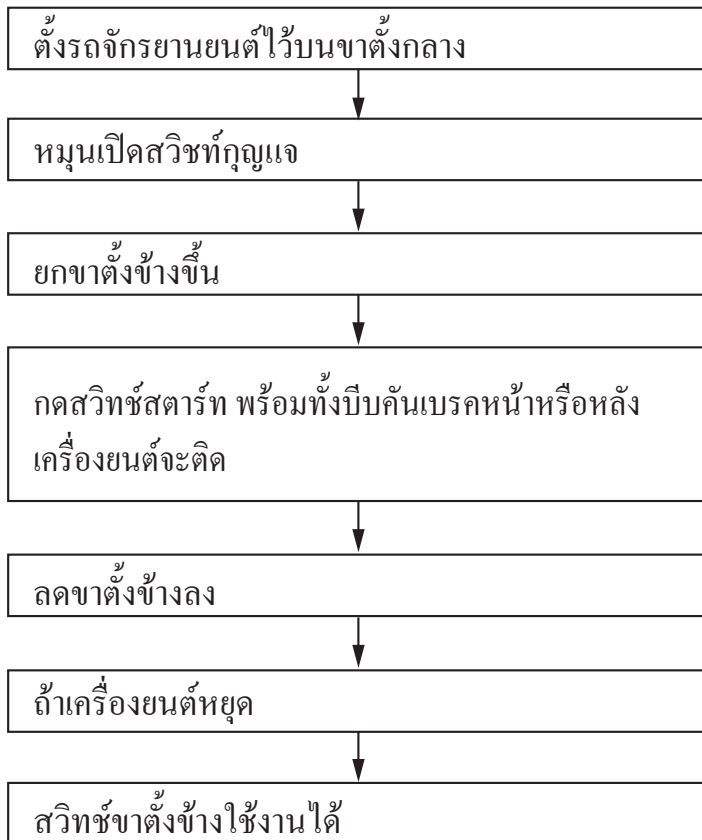 ตั้งรถจักรยานยนต์ไว้บนขาตั้งกลาง
หมุนเปิดสวิชท์กุญแจ
ยกขาตั้งข้างขึ้น
กดสวิทช์สตาร์ท พร้อมทั้งบีบคันเบรคหน้าหรือหลัง
เครื่องยนต์จะติด
ลดขาตั้งข้างลง
ถ้าเครื่องยนต์หยุด
สวิทช์ขาตั้งข้างใช้งานได้